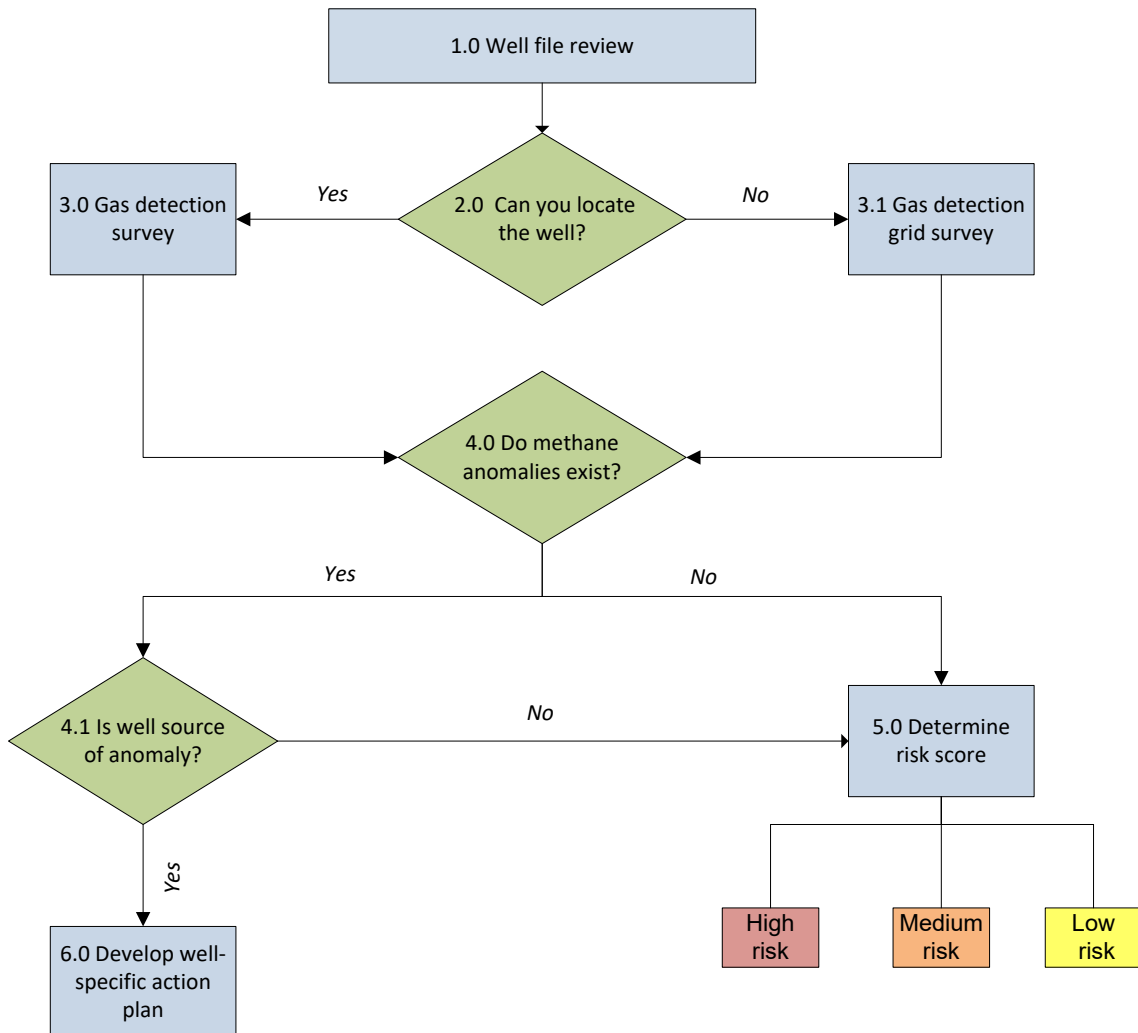 1.0 Well file review
Yes
No
3.0 Gas detection
survey
2.0 Can you locate
the well?
3.1 Gas detection
grid survey
4.0 Do methane
anomalies exist?
Yes
No
4.1 Is well source
of anomaly?
No
5.0 Determine
risk score
Yes
6.0 Develop well-
specific action
plan
High
risk
Medium
risk
Low
risk